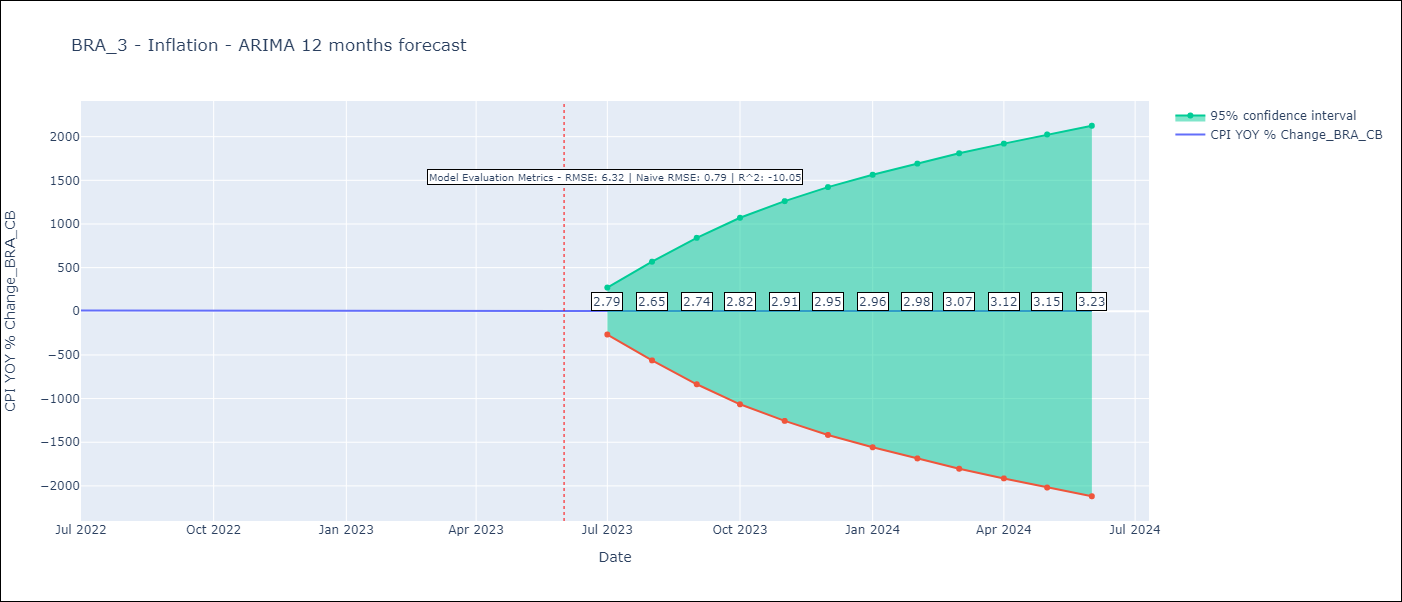 BRA_3 - Inflation - ARIMA 12 months forecast
95% confidence interval
CPI YOY % Change_BRA_CB
Model Evaluation Metrics - RMSE: 6.32 | Naive RMSE: 0.79 | R^2: -10.05
CPI YOY % Change_BRA_CB
2000
1500
1000
500
0
−500
−1000
−1500
−2000
2.79 2.65 2.74 2.82 2.91 2.95 2.96 2.98 3.07 3.12 3.15 3.23
Jul 2022 Oct 2022 Jan 2023 Apr 2023 Jul 2023 Oct 2023 Jan 2024 Apr 2024 Jul 2024
Date